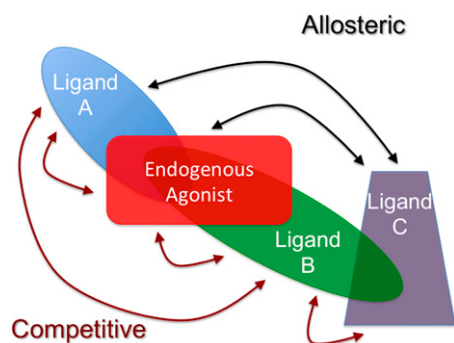 Allosteric
Ligand
A
Endogenous
Agonist
Ligand
C
Ligand
B
Competitive